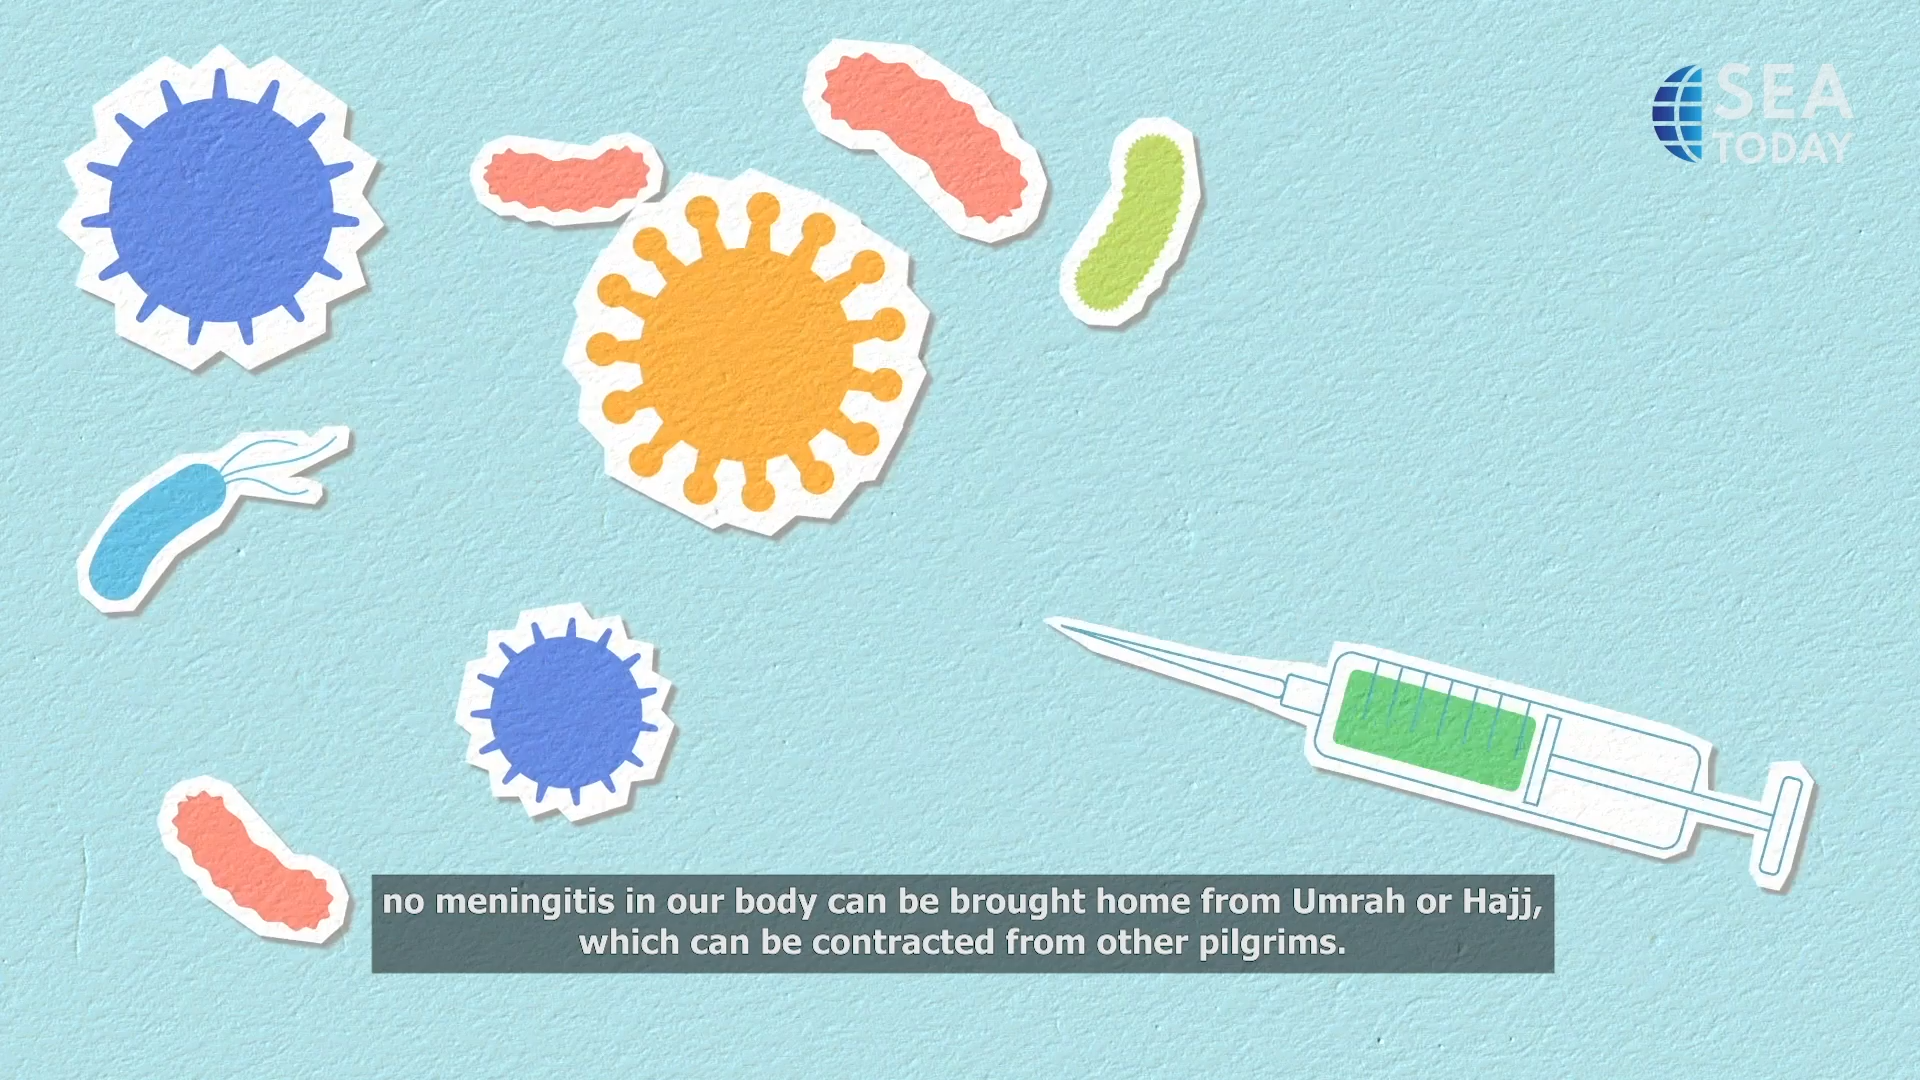 SEA
TODAY
no meningitis in our body can be brought home from Umrah or Hajj,
which can be contracted from other pilgrims.